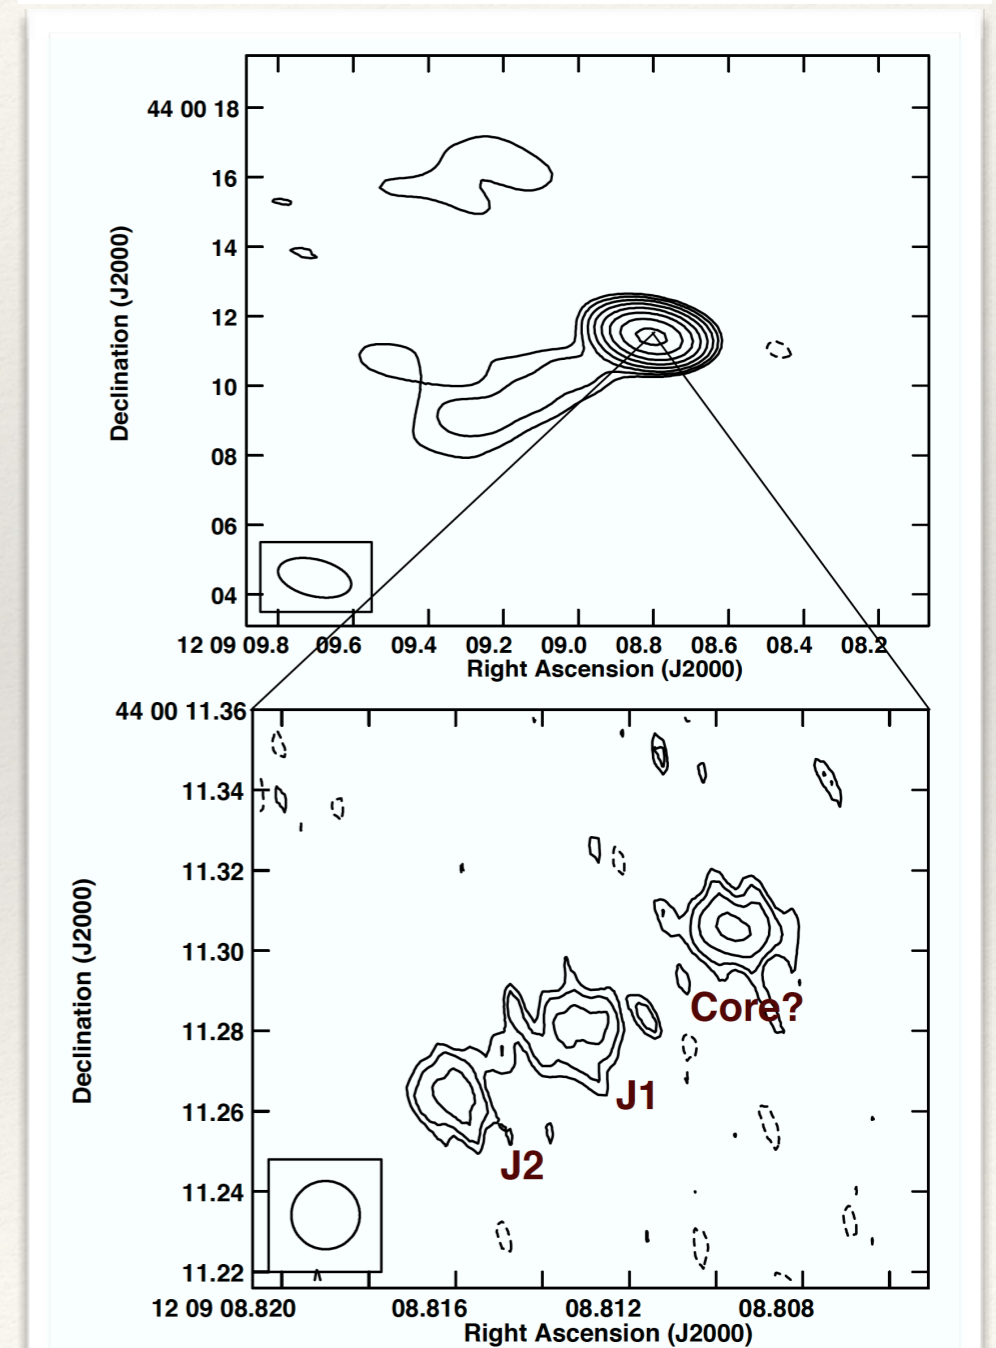 44 00 18
16
14
12
10
08
06
04
Declination (J2000)
12 09 09.8 09.6 09.4 09.2 09.0 08.8 08.6 08.4 08.2
Right Ascension (J2000)
44 00 11.36
11.34
11.32
11.30
11.28
11.26
11.24
11.22
Declination (J2000)
Core?
J1
J2
12 09 08.820 08.816 08.812 08.808
Right Ascension (J2000)